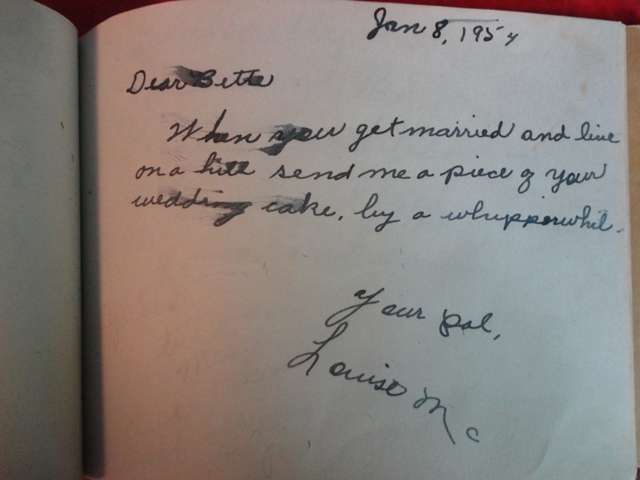 Jan 8, 1954
Dear Bette
When you get married and live
on a hill send me a piece of your
wedding cake, by a whipperwhil.
Your pal,
Louise Mc